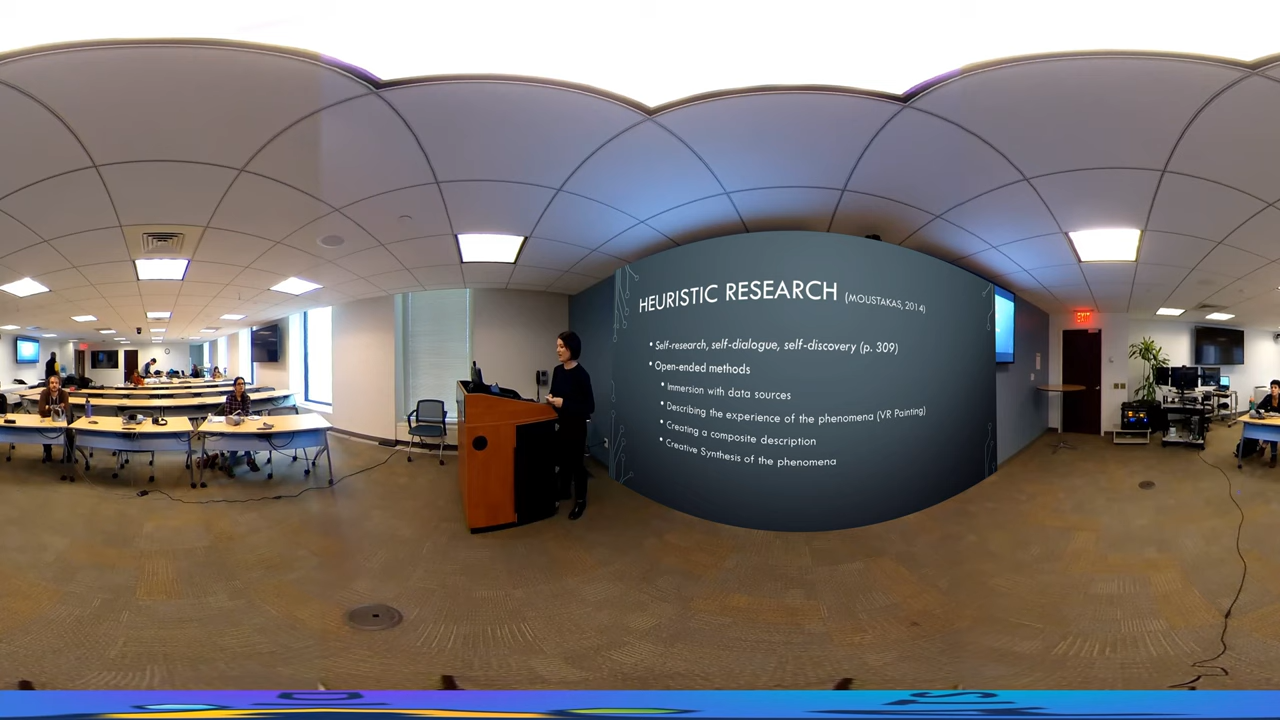 HEURISTIC RESEARCH (MOUSTAKAS, 2014)
• Self-research, self-dialogue, self-discovery (p. 309)
• Open-ended methods
• Immersion with data sources
• Describing the experience of the phenomena (VR Painting)
• Creating a composite description
• Creative Synthesis of the phenomena
EXIT